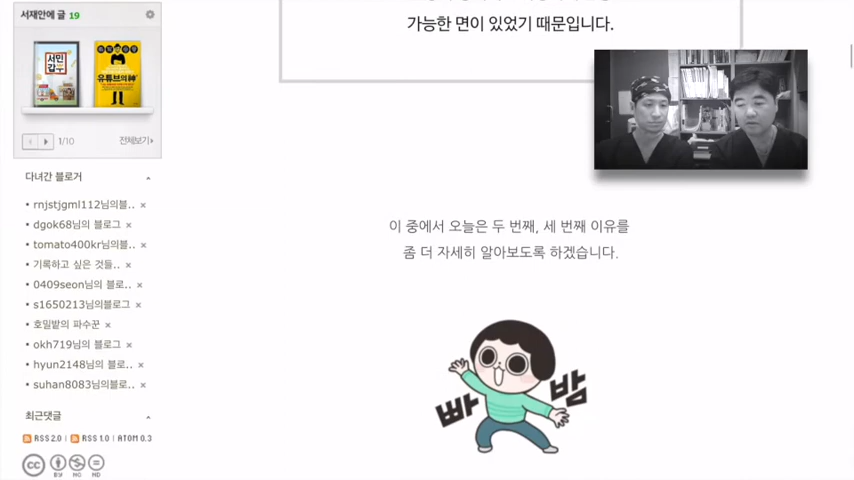 서재안에 글 19
서민
갑부
유튜브의神
1/10
전체보기
다녀간 블로거
rnjstjgml112님의블..
dgok68님의 블로그
tomato400kr님의블..
기록하고 싶은 것들..
0409seon님의 블로..
s1650213님의블로그
호밀밭의 파수꾼
okh719님의 블로..
hyun2148님의 블로..
suhan8083님의블로..
최근댓글
RSS 2.0 | RSS 1.0 | ATOM 0.3
cc
BY NC ND
가능한 면이 있었기 때문입니다.
이 중에서 오늘은 두 번째, 세 번째 이유를
좀 더 자세히 알아보도록 하겠습니다.
빠밤